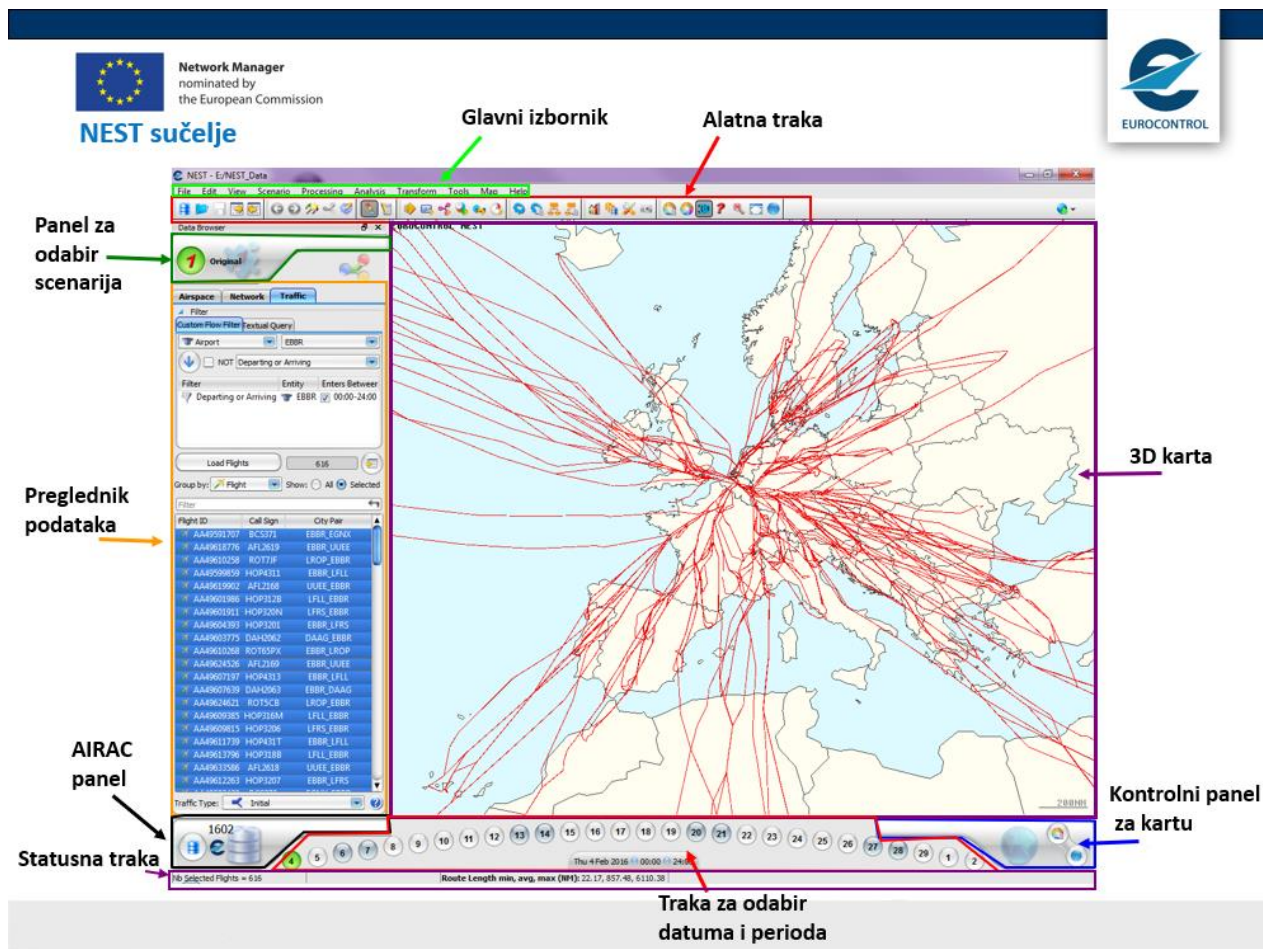 Network Manager
nominated by
the European Commission
EUROCONTROL
NEST sučelje
Glavni izbornik
Alatna traka
NEST - E:/NEST_Data
File Edit View Scenario Processing Analysis Transform Tools Map Help
Data Browser
EUROCONTROL NEST
Panel za
odabir
scenarija
1 Original
Airspace Network Traffic
Filter
Custom Flow Filter Textual Query
Airport EBBR
NOT Departing or Arriving
Filter Entity Enters Between
Departing or Arriving EBBR 00:00-24:00
Load Flights 616
Group by: Flight Show: All Selected
Filter
3D karta
Preglednik
podataka
Flight ID Call Sign City Pair
AA49591707 BCS371 EBBR_EGNX
AA49618776 AFL2619 EBBR_UUEE
AA49610258 ROT7JF LROP_EBBR
AA49599859 HOP4311 EBBR_LFLL
AA49619902 AFL2168 UUEE_EBBR
AA49601986 HOP312B LFLL_EBBR
AA49601911 HOP320N LFRS_EBBR
AA49604393 HOP3201 EBBR_LFRS
AA49603775 DAH2062 DAAG_EBBR
AA49610268 ROT65PX EBBR_LROP
AA49624526 AFL2169 EBBR_UUEE
AA49607197 HOP4313 EBBR_LFLL
AA49607639 DAH2063 EBBR_DAAG
AA49624621 ROT5CB LROP_EBBR
AA49609385 HOP316M LFLL_EBBR
AA49609815 HOP3206 LFRS_EBBR
AA49611739 HOP431T EBBR_LFLL
AA49613796 HOP318B LFLL_EBBR
AA49633586 AFL2618 UUEE_EBBR
AA49612263 HOP3207 EBBR_LFRS
Traffic Type: Initial
200NM
AIRAC
panel
Kontrolni panel
za kartu
1602
4 5 6 7 8 9 10 11 12 13 14 15 16 17 18 19 20 21 22 23 24 25 26 27 28 29 1 2
Thu 4 Feb 2016 00:00 24:00
Statusna traka
Nb Selected Flights = 616 Route Length min, avg, max (NM): 22.17, 857.48, 6110.38
Traka za odabir
datuma i perioda